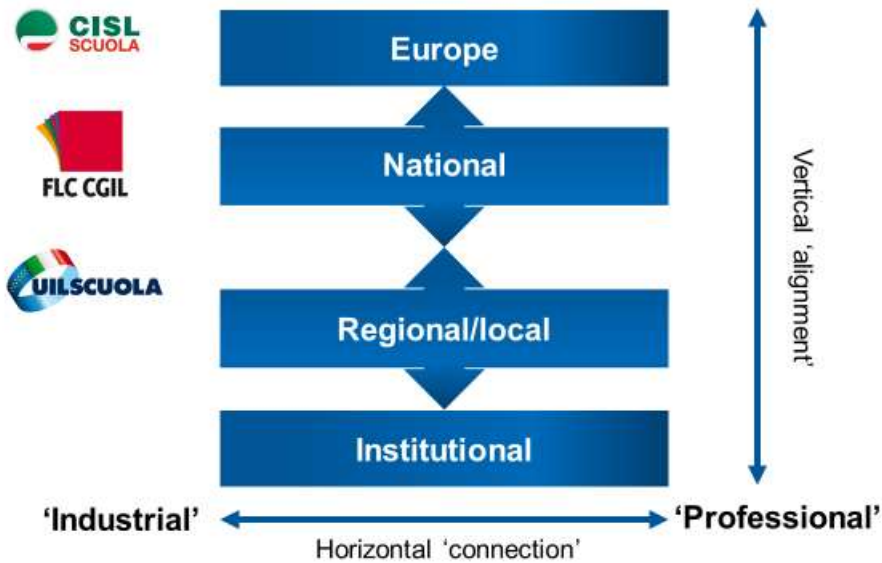 CISL
SCUOLA
Europe
FLC CGIL
National
Vertical ‘alignment’
UILSCUOLA
Regional/local
Institutional
‘Industrial’
‘Professional’
Horizontal ‘connection’